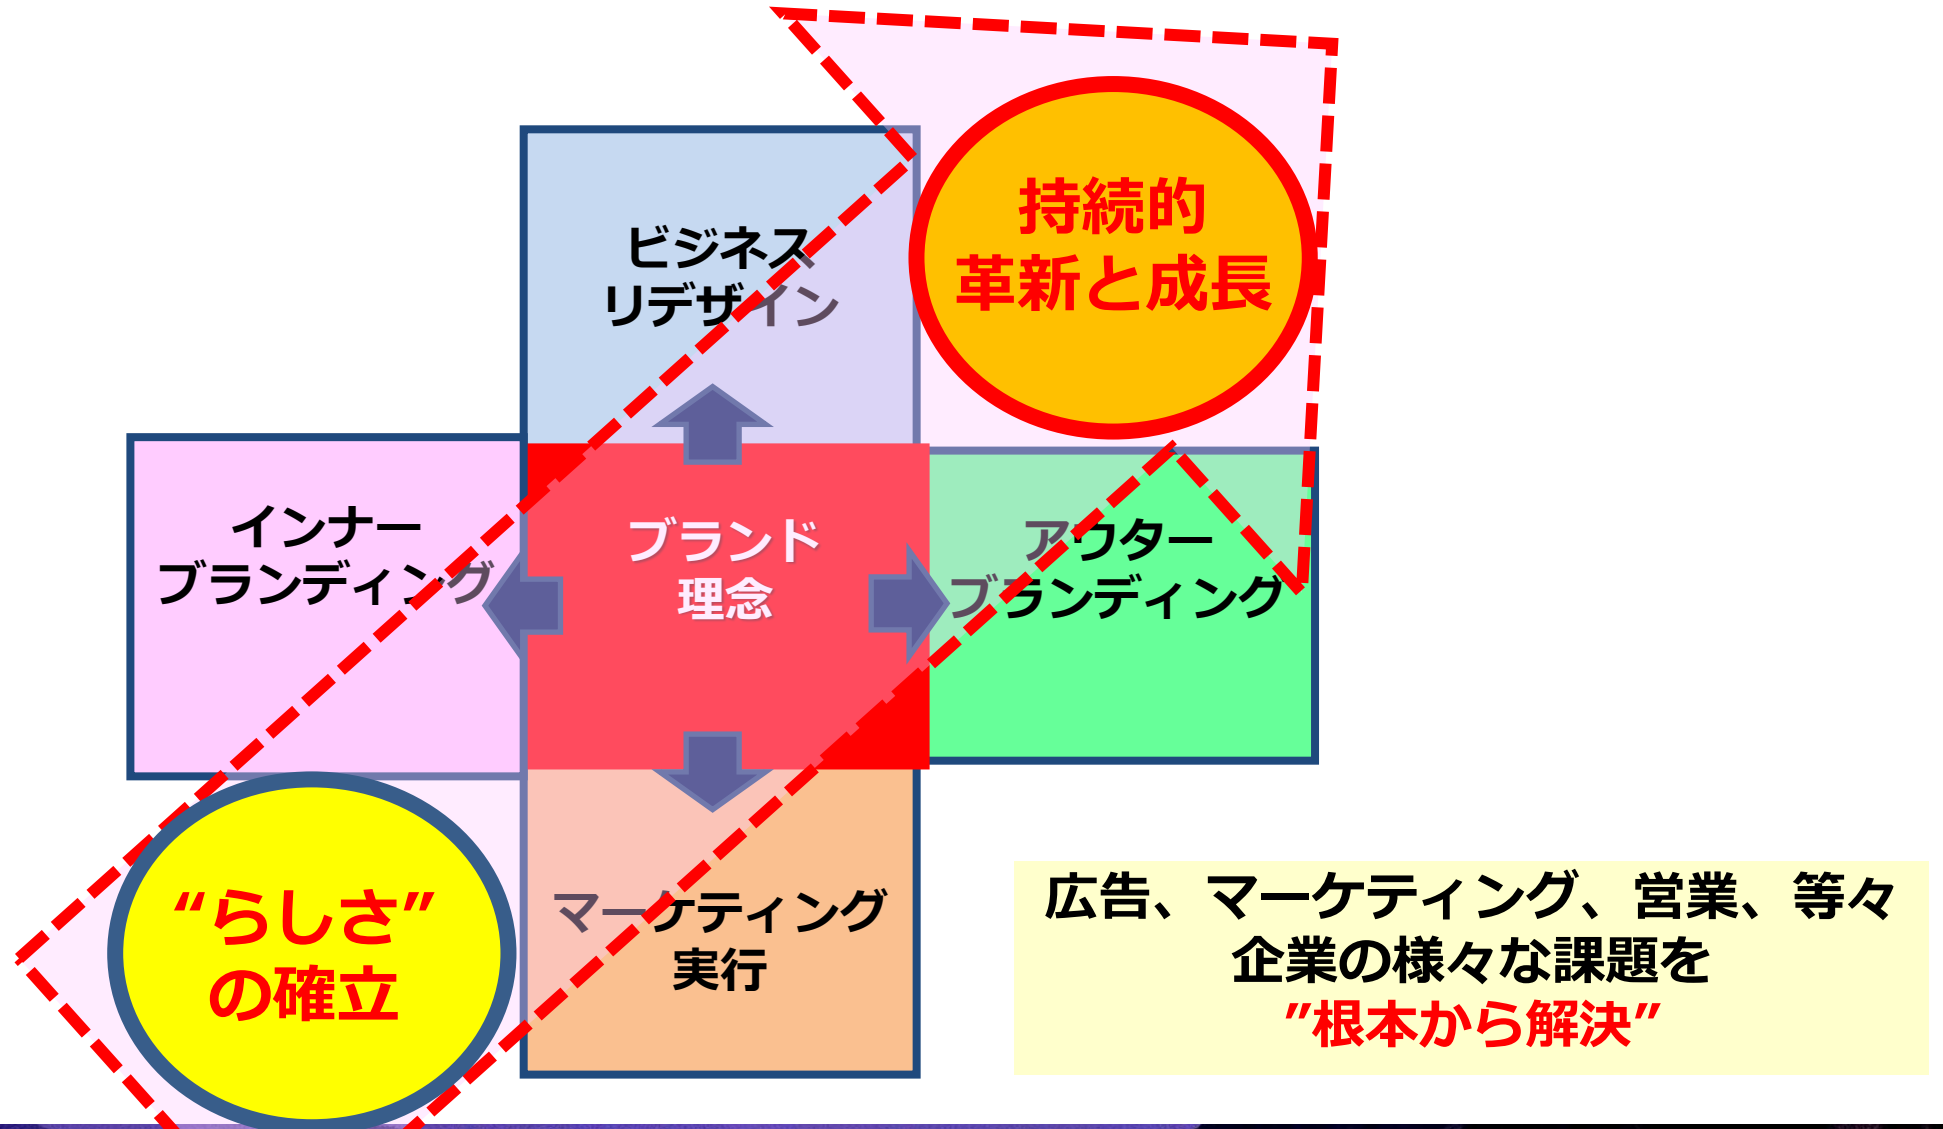 持続的
革新と成長
ビジネス
リデザイン
インナー
ブランディング
ブランド
理念
アウター
ブランディング
“らしさ”
の確立
マーケティング
実行
広告、マーケティング、営業、等々
企業の様々な課題を
”根本から解決”